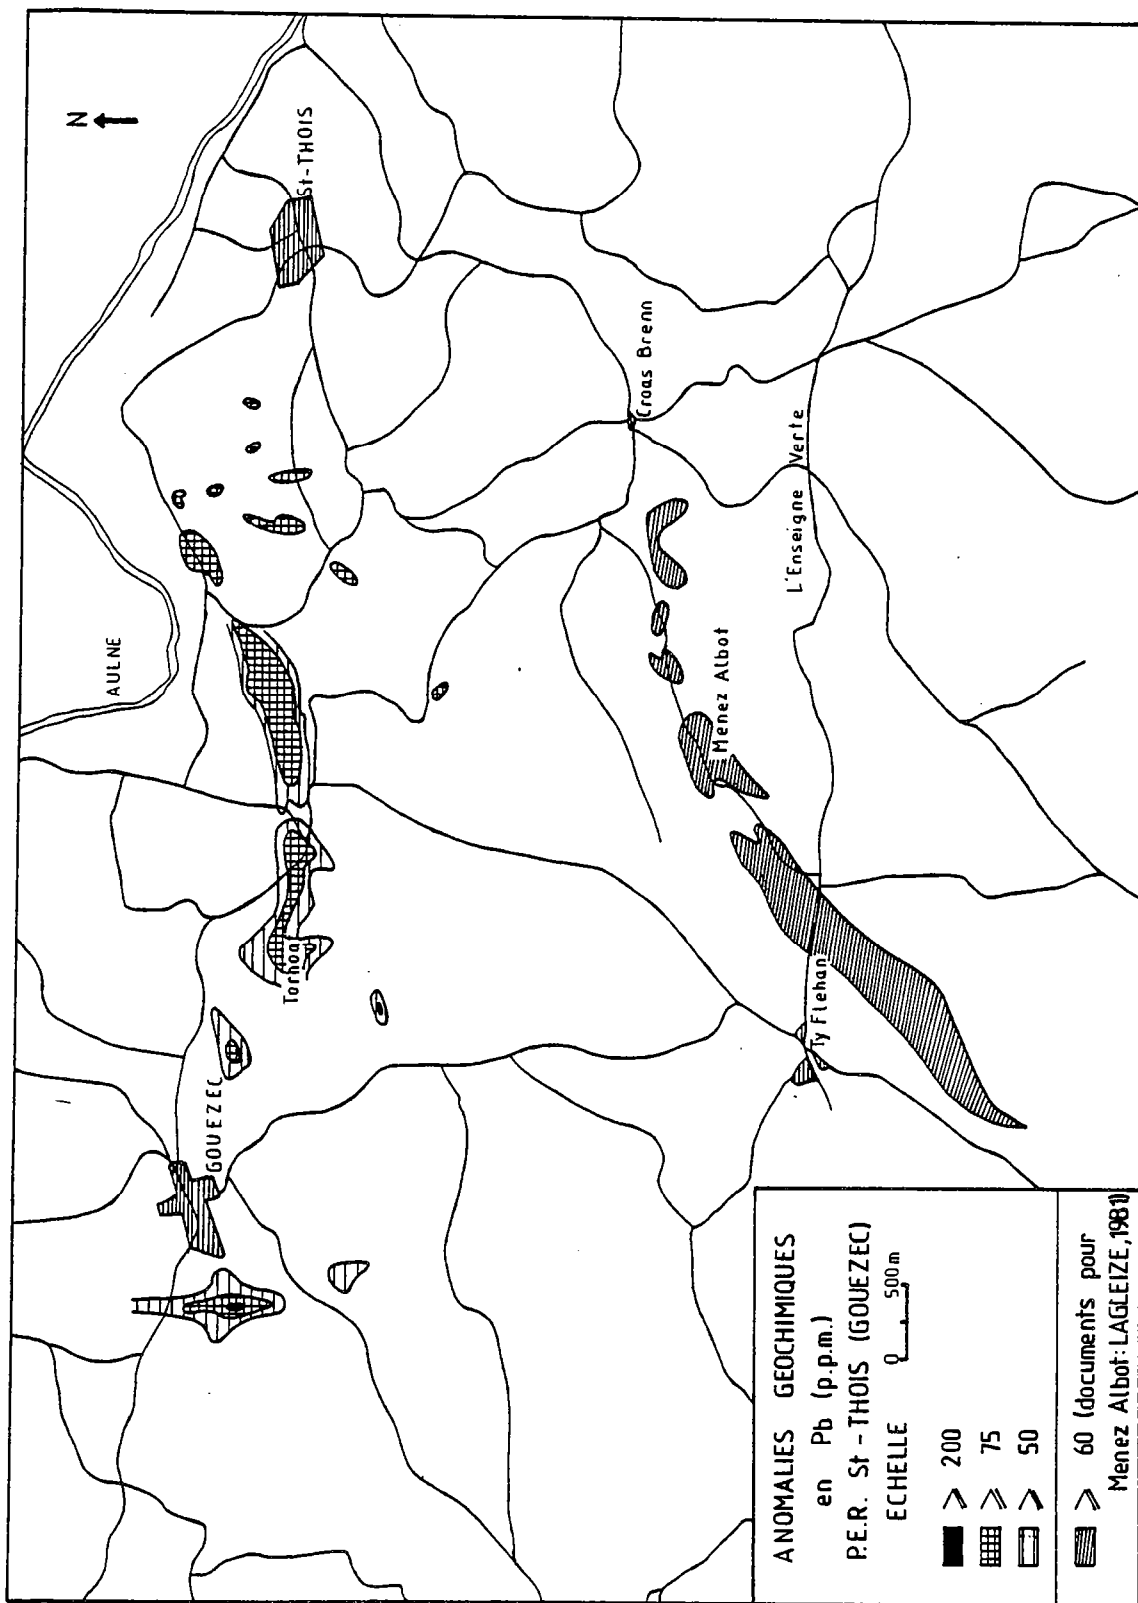 N
AULNE
St-THOIS
GOUEZEC
Torhoa
Croas Brenn
Menez Albot
L'Enseigne Verte
Ty Flehan
ANOMALIES GEOCHIMIQUES
en Pb (p.p.m.)
P.E.R. St-THOIS (GOUEZEC)
ECHELLE 0 500m
> 200
> 75
> 50
> 60 (documents pour
Menez Albot: LAGLEIZE, 1981)